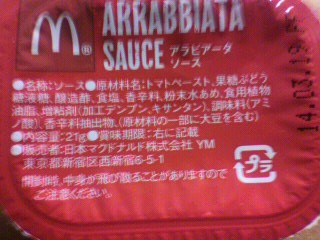 ARRABBIATA
SAUCE アラビアータ
ソース
●名称:ソース●原材料名:トマトペースト、果糖ぶどう
糖液糖、醸造酢、食塩、香辛料、粉末水あめ、食用植物
油脂、増粘剤(加工デンプン、キサンタン)、調味料(アミ
ノ酸)、香辛料抽出物、(原材料の一部に大豆を含む)
●内容量:21g●賞味期限:右に記載
●販売者:日本マクドナルド株式会社 YM
東京都新宿区西新宿6-5-1
開封時、中身が飛び散ることがありますので
ご注意ください。
プラ
14.03.19